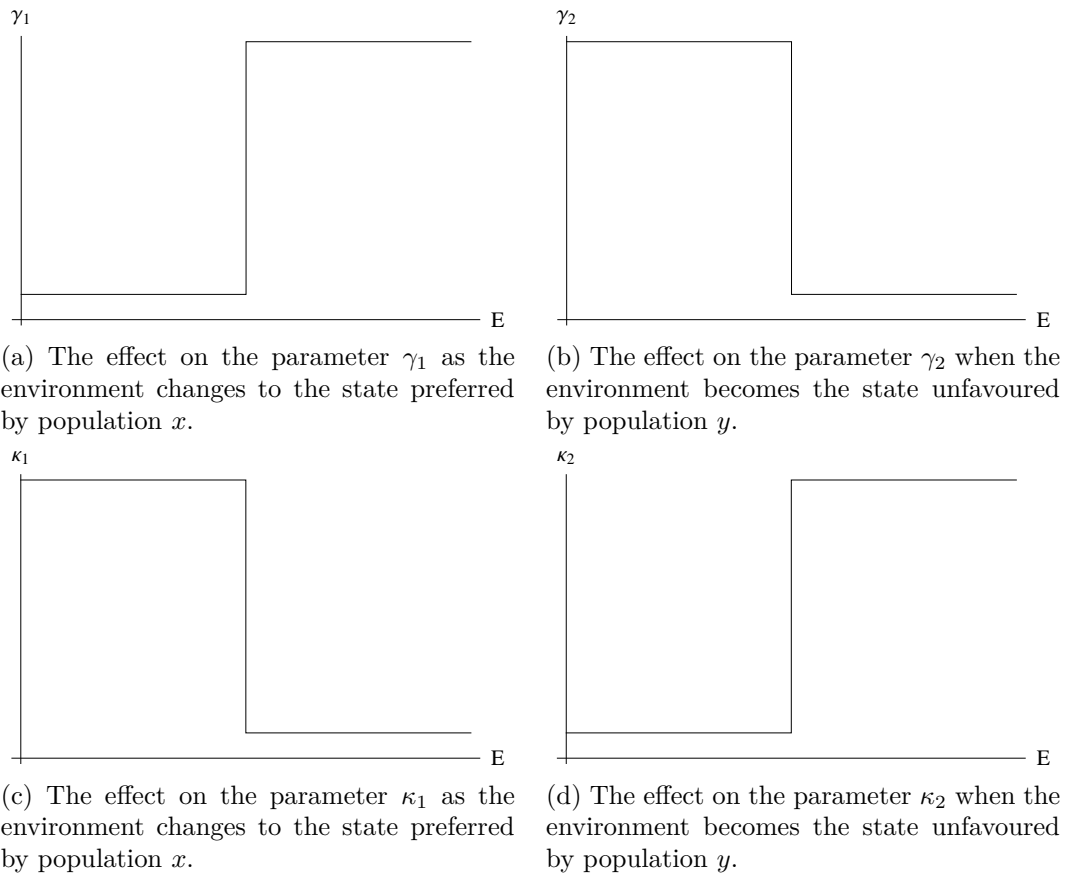 γ1
γ2
E
E
(a) The effect on the parameter γ1 as the
environment changes to the state preferred
by population x.
(b) The effect on the parameter γ2 when the
environment becomes the state unfavoured
by population y.
κ1
κ2
E
E
(c) The effect on the parameter κ1 as the
environment changes to the state preferred
by population x.
(d) The effect on the parameter κ2 when the
environment becomes the state unfavoured
by population y.